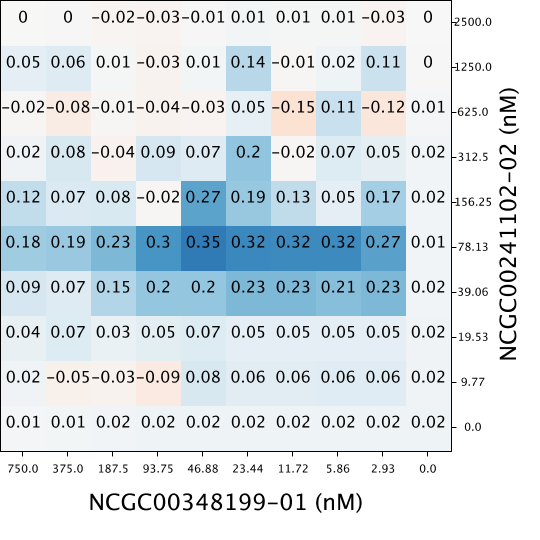 0 0 −0.02 −0.03 −0.01 0.01 0.01 0.01 −0.03 0 2500.0
0.05 0.06 0.01 −0.03 0.01 0.14 −0.01 0.02 0.11 0 1250.0
−0.02 −0.08 −0.01 −0.04 −0.03 0.05 −0.15 0.11 −0.12 0.01 625.0
0.02 0.08 −0.04 0.09 0.07 0.2 −0.02 0.07 0.05 0.02 312.5
0.12 0.07 0.08 −0.02 0.27 0.19 0.13 0.05 0.17 0.02 156.25
0.18 0.19 0.23 0.3 0.35 0.32 0.32 0.32 0.27 0.01 78.13
0.09 0.07 0.15 0.2 0.2 0.23 0.23 0.21 0.23 0.02 39.06
0.04 0.07 0.03 0.05 0.07 0.05 0.05 0.05 0.05 0.02 19.53
0.02 −0.05 −0.03 −0.09 0.08 0.06 0.06 0.06 0.06 0.02 9.77
0.01 0.01 0.02 0.02 0.02 0.02 0.02 0.02 0.02 0.02 0.0
750.0 375.0 187.5 93.75 46.88 23.44 11.72 5.86 2.93 0.0
NCGC00348199−01 (nM)
NCGC00241102−02 (nM)